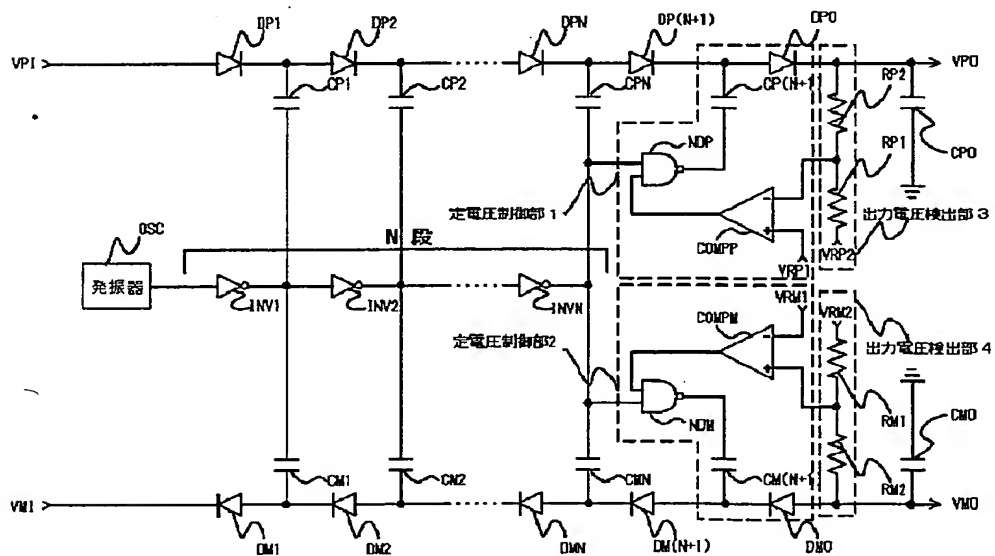 DP1
DP2
DPN
DP(N+1)
DPO
VPI
VPO
CP1
CP2
CPN
CP(N+1)
RP2
NDP
RP1
CPO
定電圧制御部1
出力電圧検出部3
COMPP
VRP1
VRP2
OSC
発振器
N 段
INV1
INV2
INVN
VRM1
VRM2
COMPM
定電圧制御部2
出力電圧検出部4
NDM
RM1
CMO
CM1
CM2
CMN
CM(N+1)
RM2
VMI
VMO
DM1
DM2
DMN
DM(N+1)
DMO